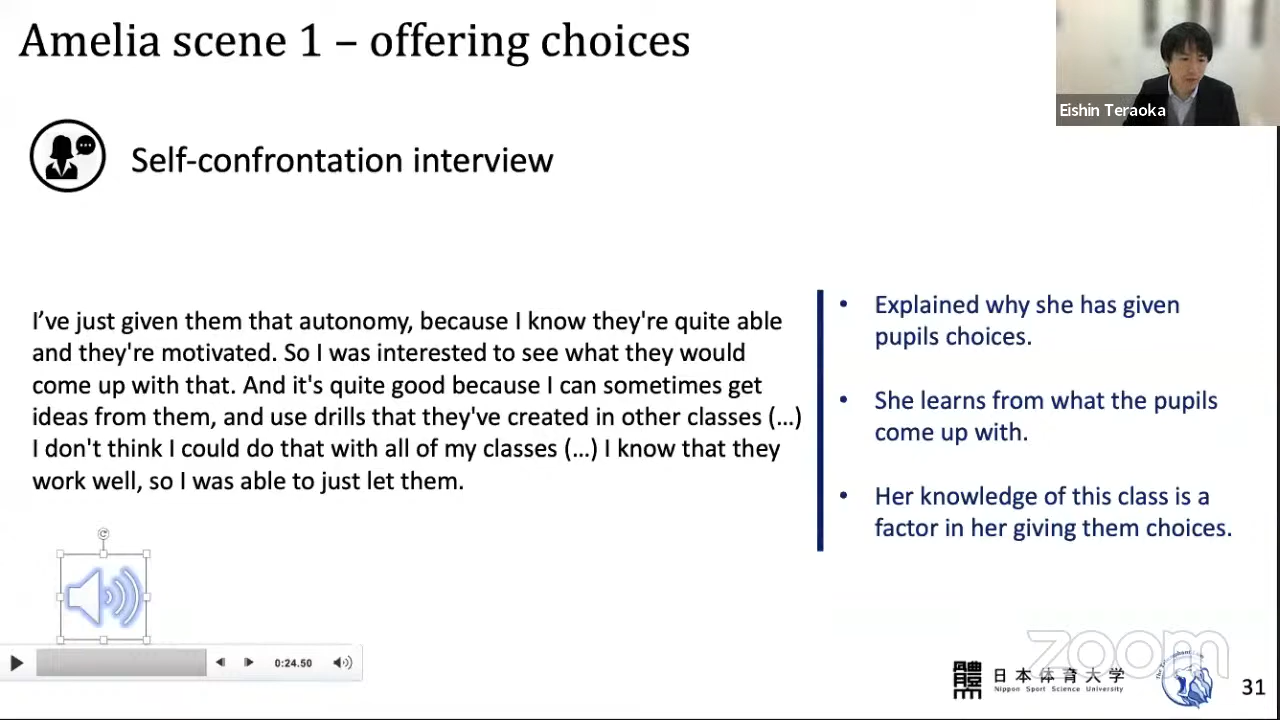 Amelia scene 1 – offering choices
Eishin Teraoka
Self-confrontation interview
I’ve just given them that autonomy, because I know they're quite able
and they're motivated. So I was interested to see what they would
come up with that. And it's quite good because I can sometimes get
ideas from them, and use drills that they've created in other classes (...)
I don't think I could do that with all of my classes (...) I know that they
work well, so I was able to just let them.
• Explained why she has given
pupils choices.
• She learns from what the pupils
come up with.
• Her knowledge of this class is a
factor in her giving them choices.
0:24.50
zoom
體
日本体育大学
Nippon Sport Science University
31